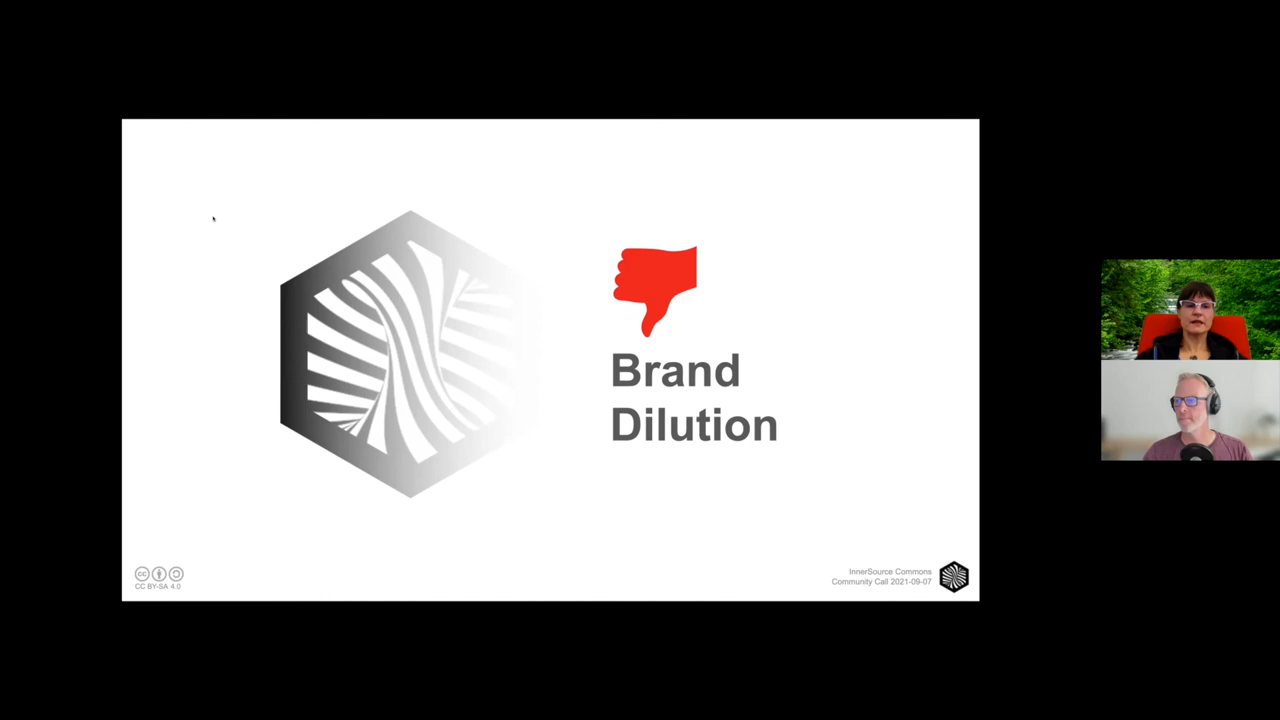 Brand
Dilution
CC BY-SA 4.0
InnerSource Commons
Community Call 2021-09-07